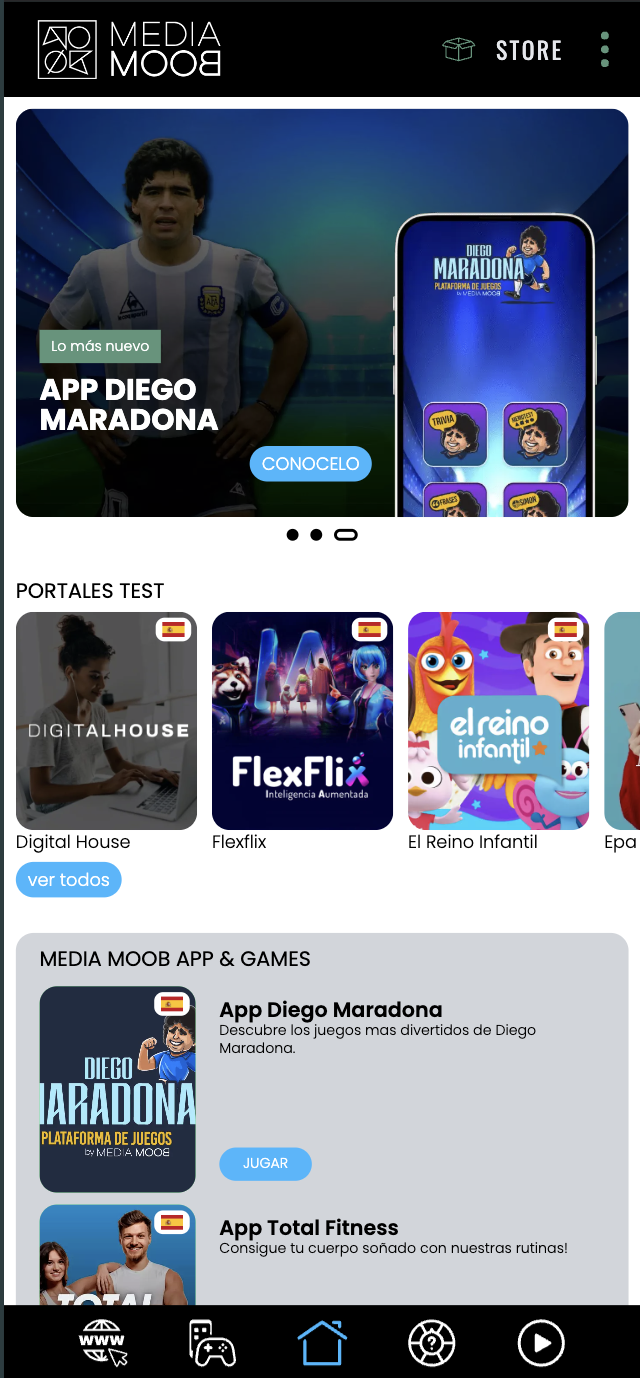 MEDIA
MOOB
STORE
DIEGO
MARADONA
PLATAFORMA DE JUEGOS
by MEDIA MOOB
Lo más nuevo
APP DIEGO
MARADONA
TRIVIA
FRASES
SIMON
CONOCELO
PORTALES TEST
DIGITALHOUSE
IA
FlexFlix
Inteligencia Aumentada
el reino
infantil
Digital House
Flexflix
El Reino Infantil
Epa
ver todos
MEDIA MOOB APP & GAMES
DIEGO
MARADONA
PLATAFORMA DE JUEGOS
by MEDIA MOOB
App Diego Maradona
Descubre los juegos mas divertidos de Diego
Maradona.
JUGAR
TOTAL
App Total Fitness
Consigue tu cuerpo soñado con nuestras rutinas!
WWW
?